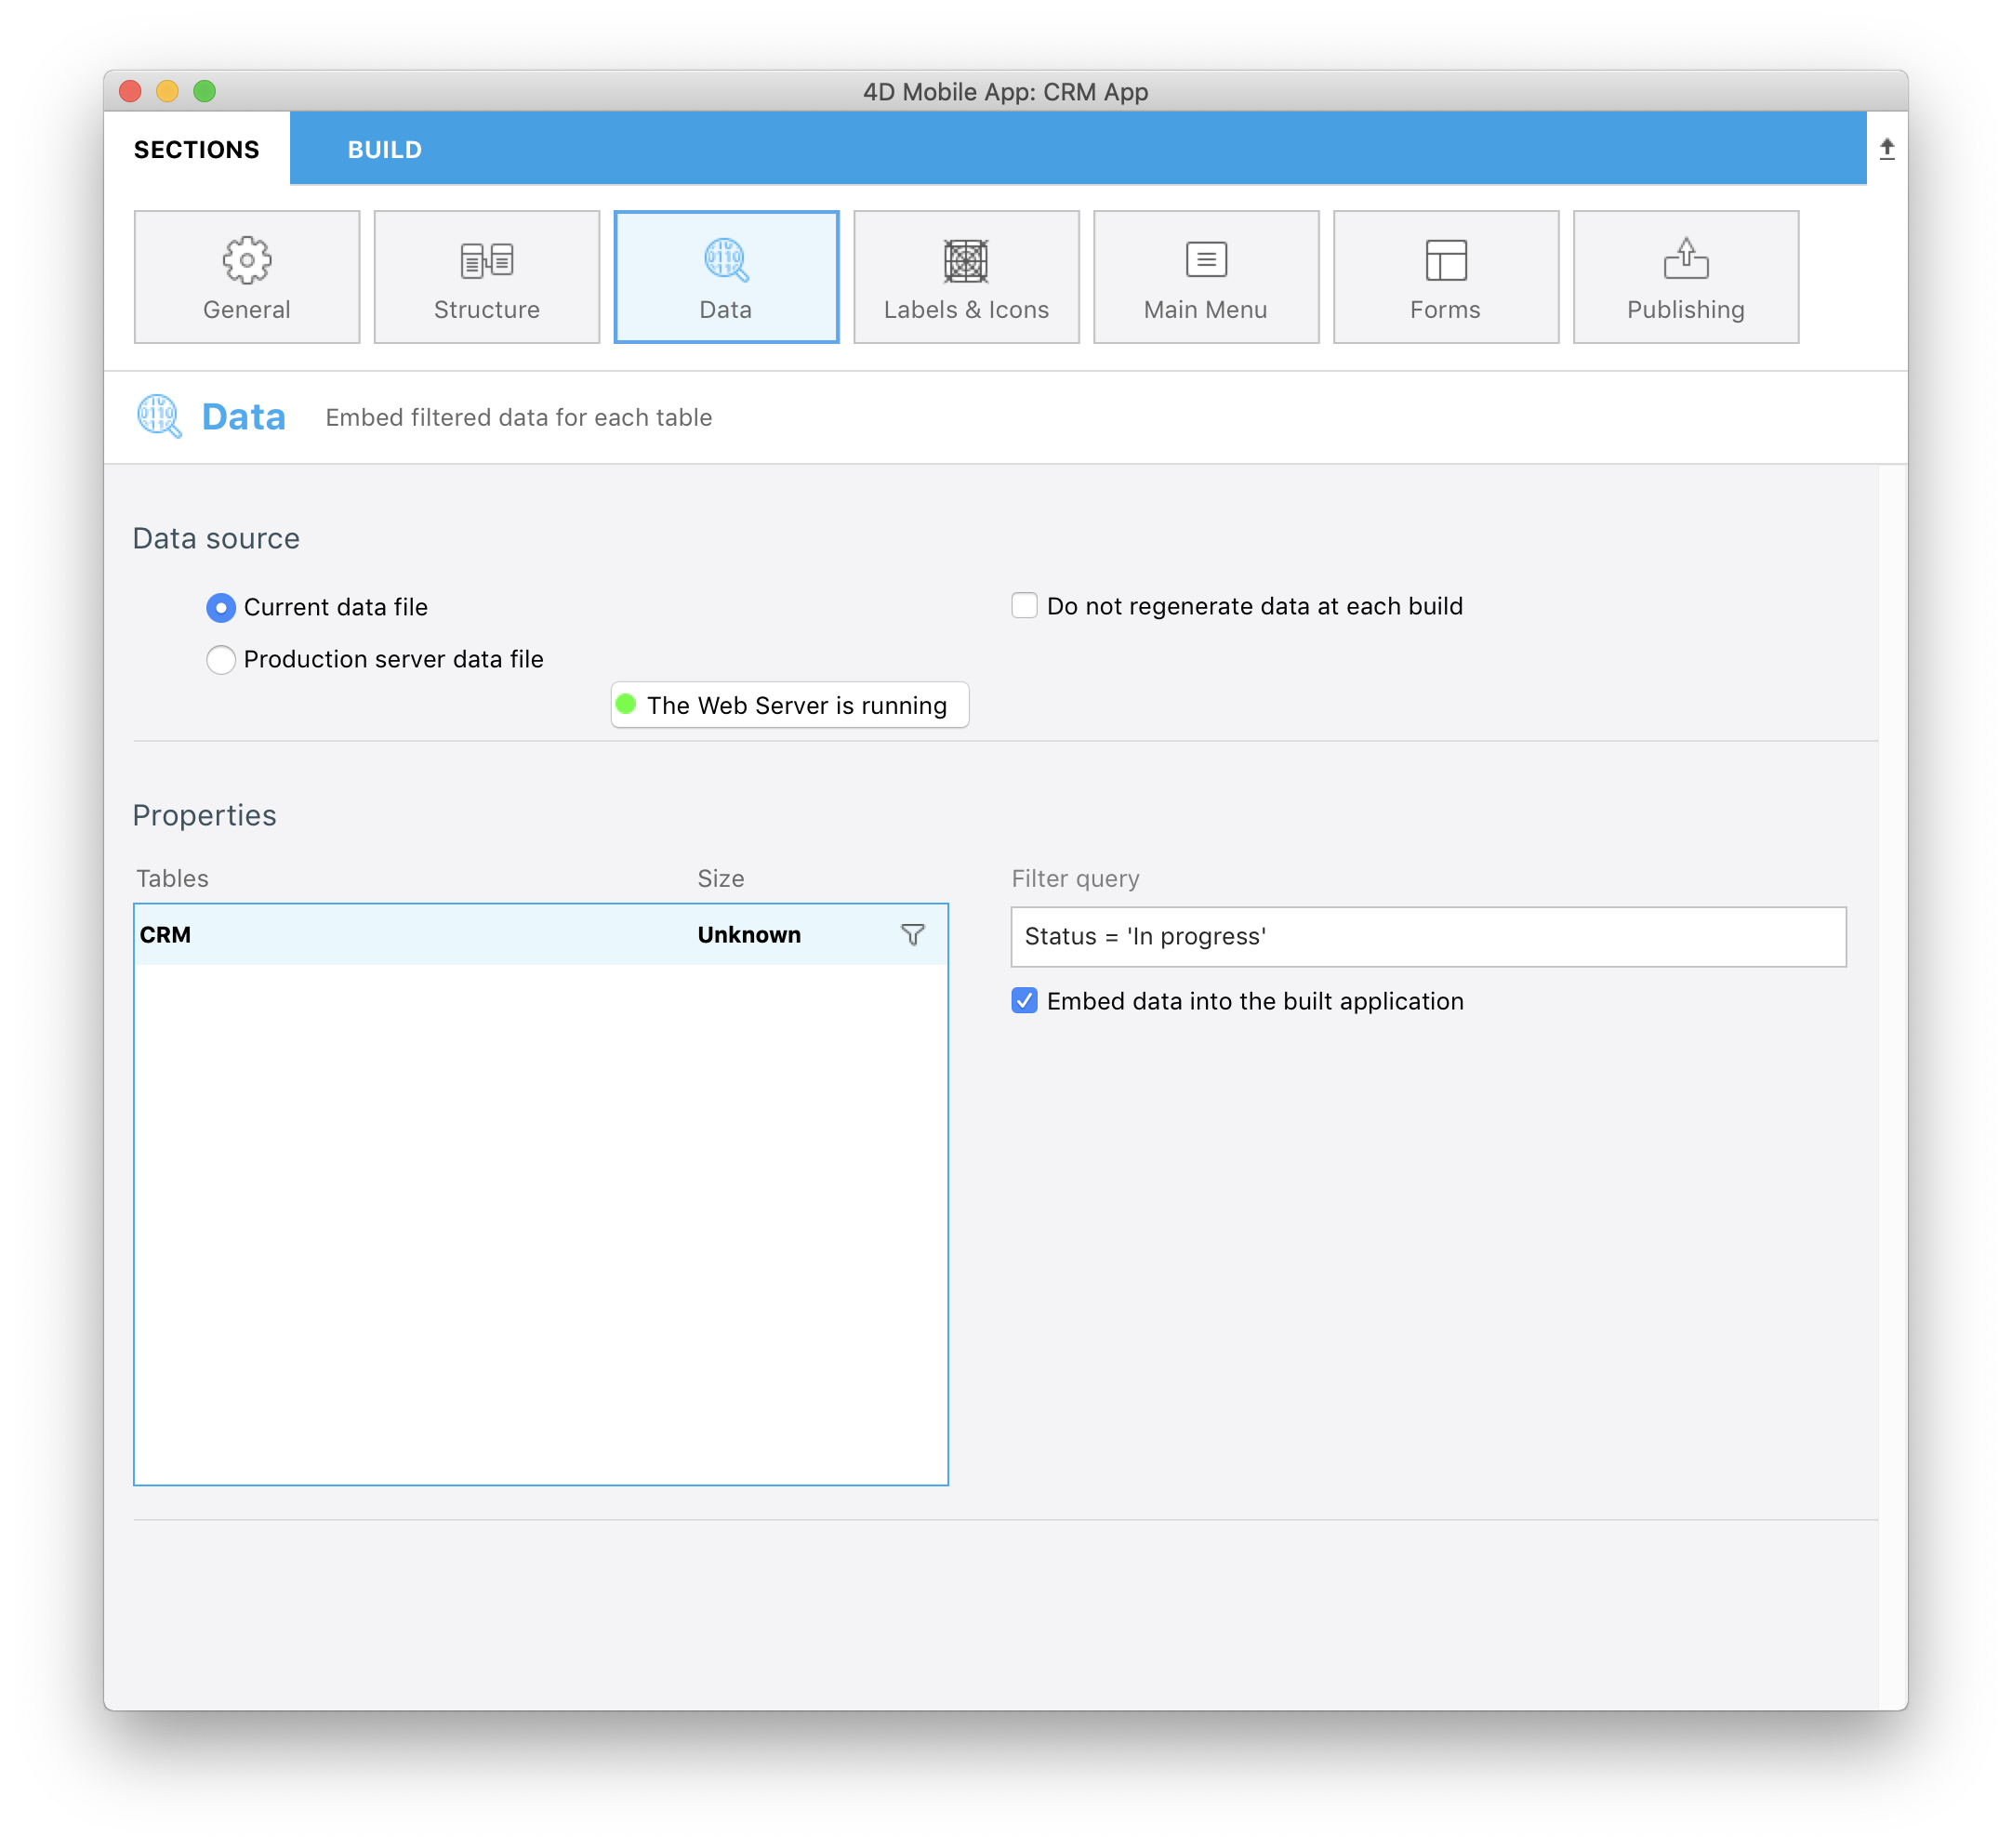 4D Mobile App: CRM App
SECTIONS BUILD
General Structure Data Labels & Icons Main Menu Forms Publishing
Data Embed filtered data for each table
Data source
Current data file Do not regenerate data at each build
Production server data file
The Web Server is running
Properties
Tables Size Filter query
CRM Unknown Status = 'In progress'
Embed data into the built application